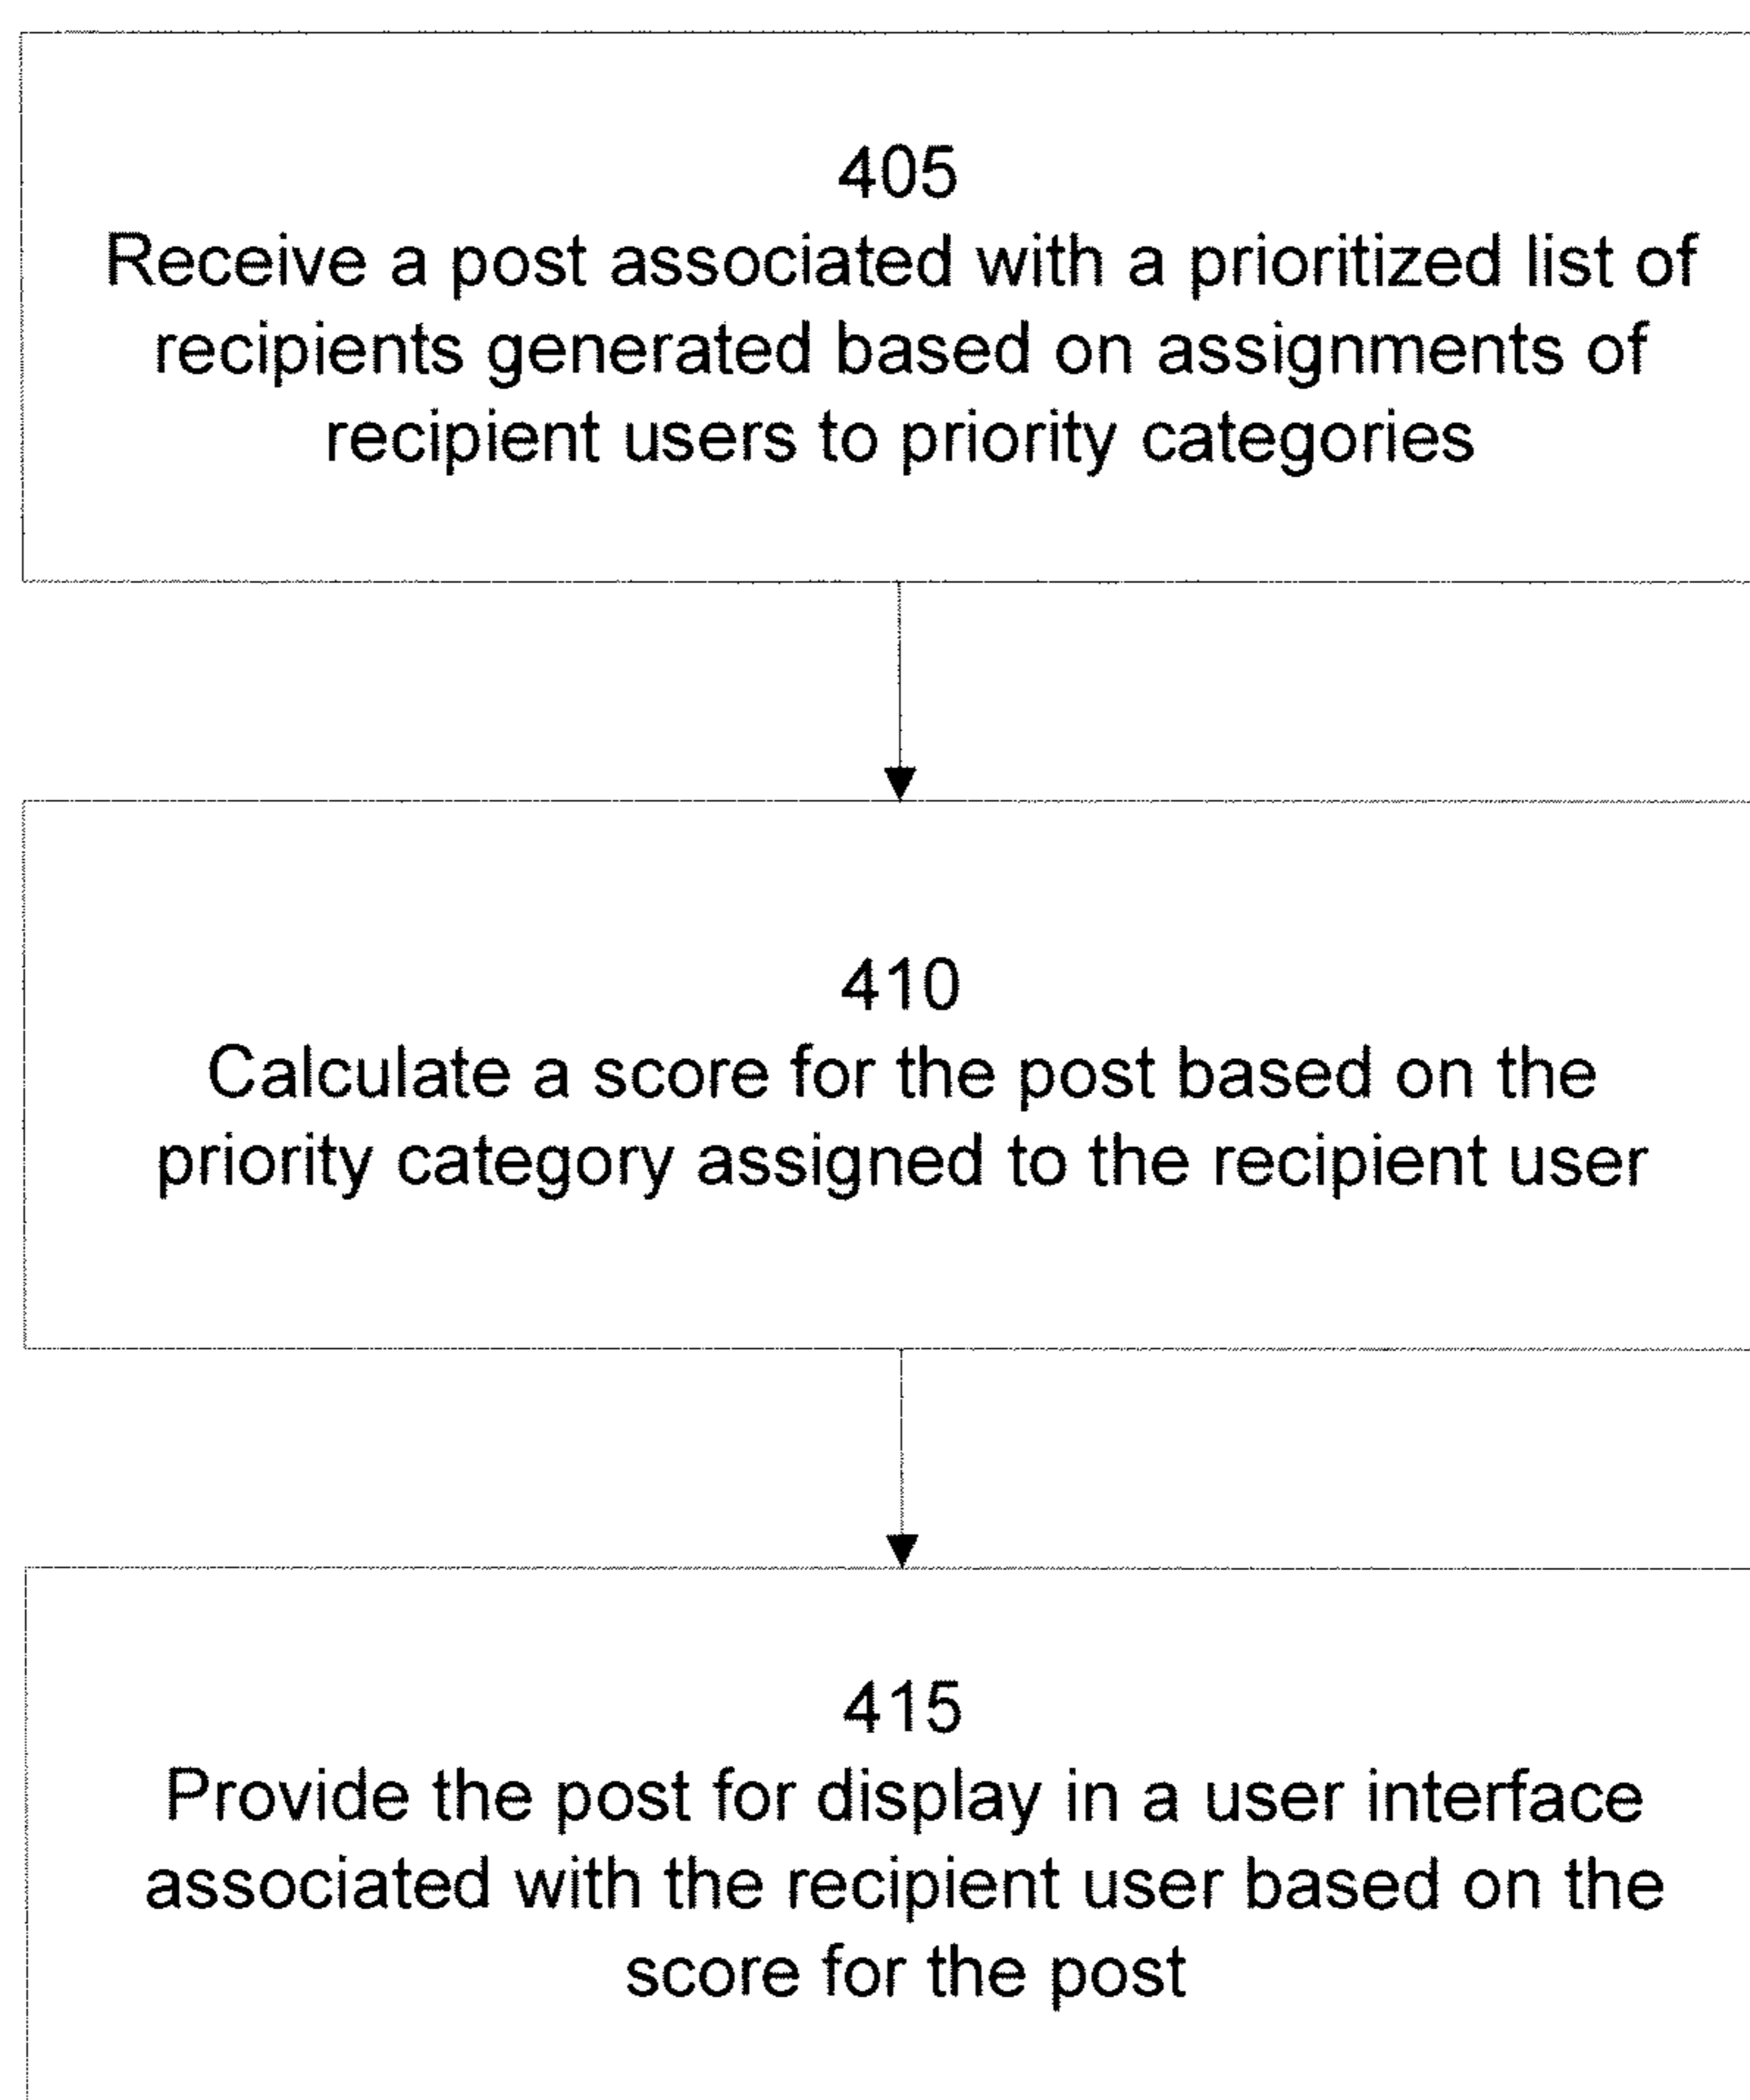 405
Receive a post associated with a prioritized list of
recipients generated based on assignments of
recipient users to priority categories
410
Calculate a score for the post based on the
priority category assigned to the recipient user
415
Provide the post for display in a user interface
associated with the recipient user based on the
score for the post